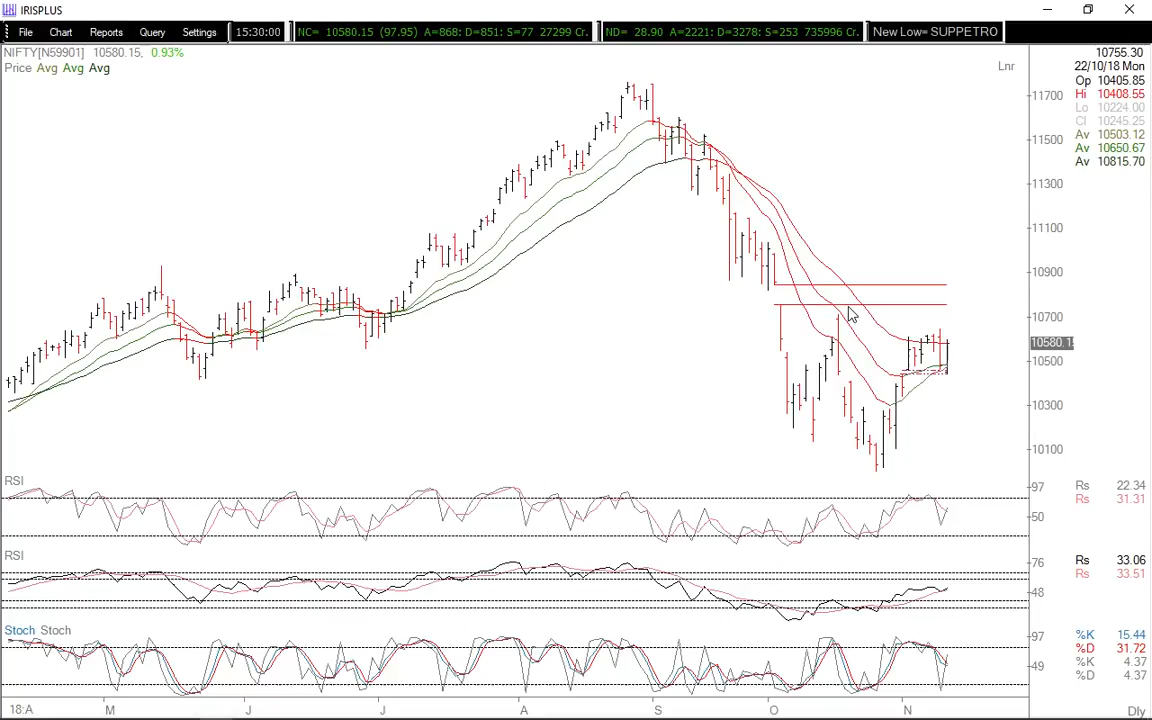 IRISPLUS
File Chart Reports Query Settings 15:30:00 NC= 10580.15 (97.95) A=868: D=851: S=77 27299 Cr. ND= 28.90 A=2221: D=3278: S=253 735996 Cr. New Low= SUPPETRO
NIFTY[N59901] 10580.15, 0.93%
Price Avg Avg Avg
Lnr
10755.30
22/10/18 Mon
Op 10405.85
Hi 10408.55
Lo 10224.00
Cl 10245.25
Av 10503.12
Av 10650.67
Av 10815.70
11700
11500
11300
11100
10900
10700
10580.1
10500
10300
10100
RSI
97
50
Rs 22.34
Rs 31.31
RSI
76
48
Rs 33.06
Rs 33.51
Stoch Stoch
97
49
%K 15.44
%D 31.72
%K 4.37
%D 4.37
18:A M J J A S O N Dly